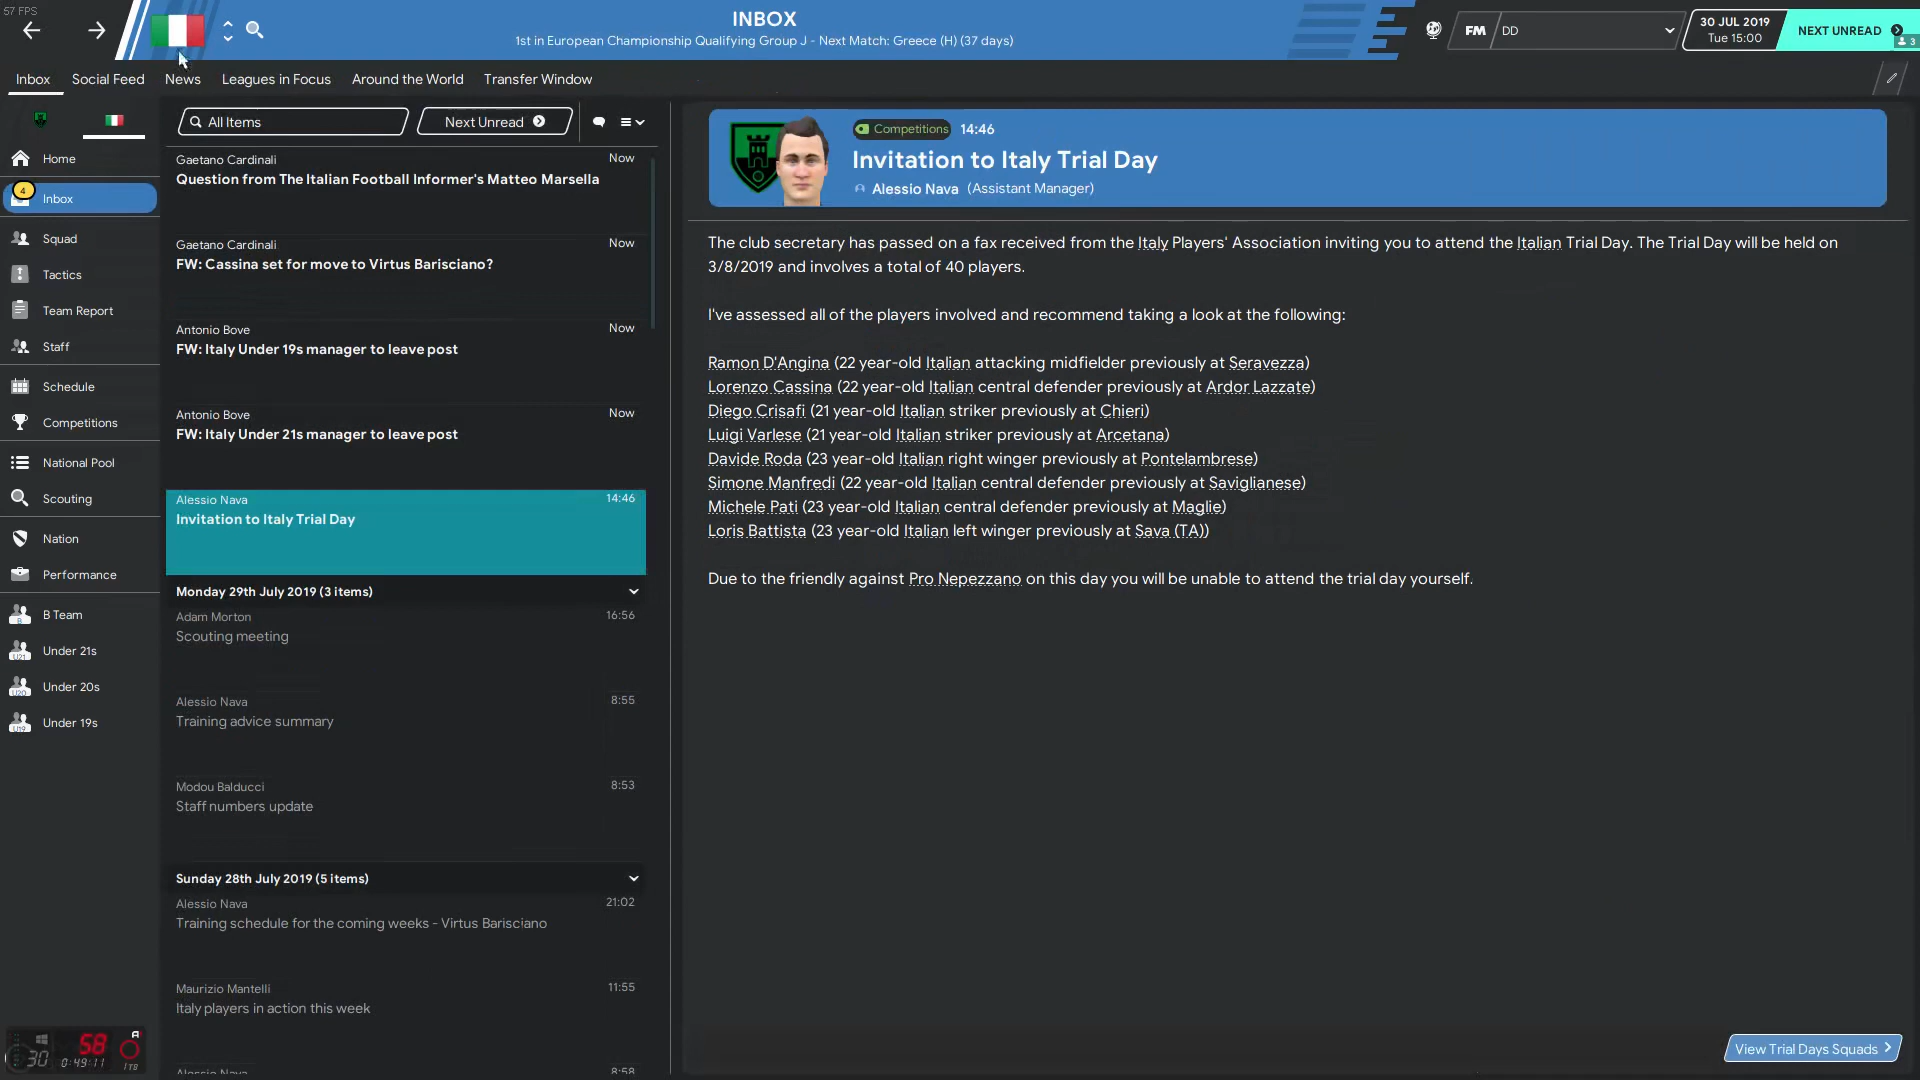 57 FPS
INBOX
1st in European Championship Qualifying Group J - Next Match: Greece (H) (37 days)
FM
DD
30 JUL 2019
Tue 15:00
NEXT UNREAD
3
Inbox
Social Feed
News
Leagues in Focus
Around the World
Transfer Window
Home
4
Inbox
Squad
Tactics
Team Report
Staff
Schedule
Competitions
National Pool
Scouting
Nation
Performance
B
B Team
U21
Under 21s
U20
Under 20s
U19
Under 19s
All Items
Next Unread
Gaetano Cardinali
Now
Question from The Italian Football Informer's Matteo Marsella
Gaetano Cardinali
Now
FW: Cassina set for move to Virtus Barisciano?
Antonio Bove
Now
FW: Italy Under 19s manager to leave post
Antonio Bove
Now
FW: Italy Under 21s manager to leave post
Alessio Nava
14:46
Invitation to Italy Trial Day
Monday 29th July 2019 (3 items)
Adam Morton
16:56
Scouting meeting
Alessio Nava
8:55
Training advice summary
Modou Balducci
8:53
Staff numbers update
Sunday 28th July 2019 (5 items)
Alessio Nava
21:02
Training schedule for the coming weeks - Virtus Barisciano
Maurizio Mantelli
11:55
Italy players in action this week
Alessio Nava
8:58
Competitions
14:46
Invitation to Italy Trial Day
Alessio Nava (Assistant Manager)
The club secretary has passed on a fax received from the Italy Players' Association inviting you to attend the Italian Trial Day. The Trial Day will be held on
3/8/2019 and involves a total of 40 players.
I've assessed all of the players involved and recommend taking a look at the following:
Ramon D'Angina (22 year-old Italian attacking midfielder previously at Seravezza)
Lorenzo Cassina (22 year-old Italian central defender previously at Ardor Lazzate)
Diego Crisafi (21 year-old Italian striker previously at Chieri)
Luigi Varlese (21 year-old Italian striker previously at Arcetana)
Davide Roda (23 year-old Italian right winger previously at Pontelambrese)
Simone Manfredi (22 year-old Italian central defender previously at Saviglianese)
Michele Pati (23 year-old Italian central defender previously at Maglie)
Loris Battista (23 year-old Italian left winger previously at Sava (TA))
Due to the friendly against Pro Nepezzano on this day you will be unable to attend the trial day yourself.
View Trial Days Squads
30
58
0:49:11
A
1TB